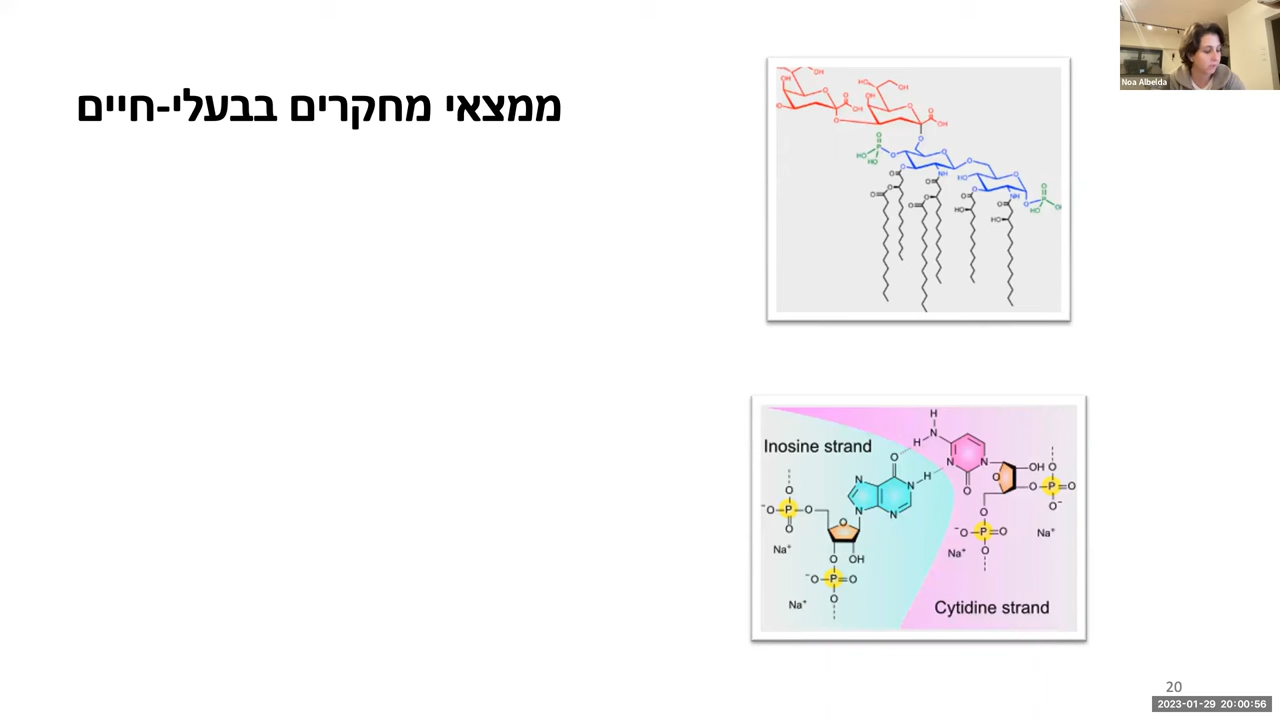 ממצאי מחקרים בבעלי-חיים
Noa Albelda
Inosine strand
Cytidine strand
Na⁺
Na⁺
Na⁺
Na⁺
20
2023-01-29 20:00:56